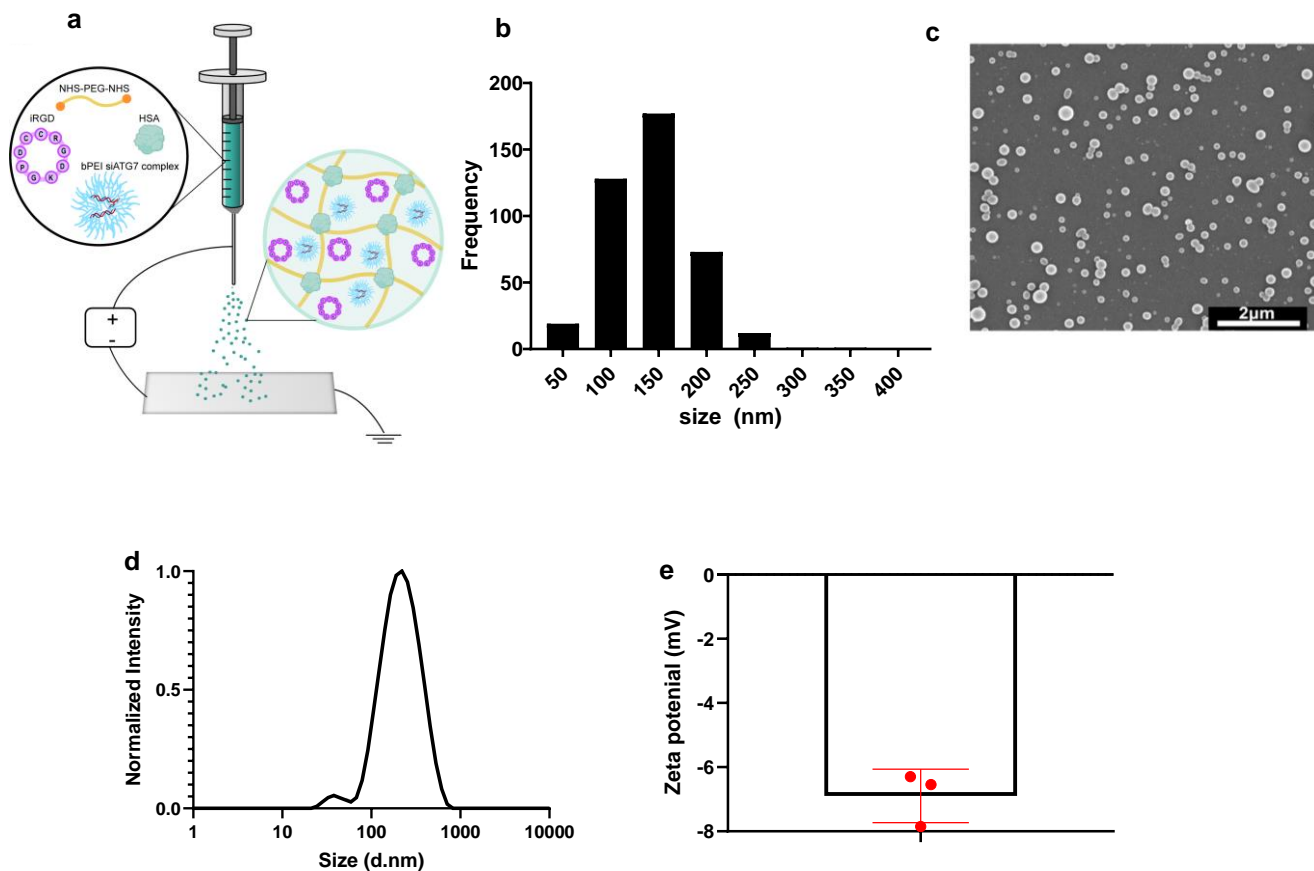 a
NHS-PEG-NHS
iRGD
HSA
C C R G D K G P D
bPEI siATG7 complex
+
-
b
200
150
100
50
0
Frequency
50 100 150 200 250 300 350 400
size (nm)
c
2μm
d
1.0
0.5
0.0
Normalized Intensity
1 10 100 1000 10000
Size (d.nm)
e
0
-2
-4
-6
-8
Zeta potenial (mV)